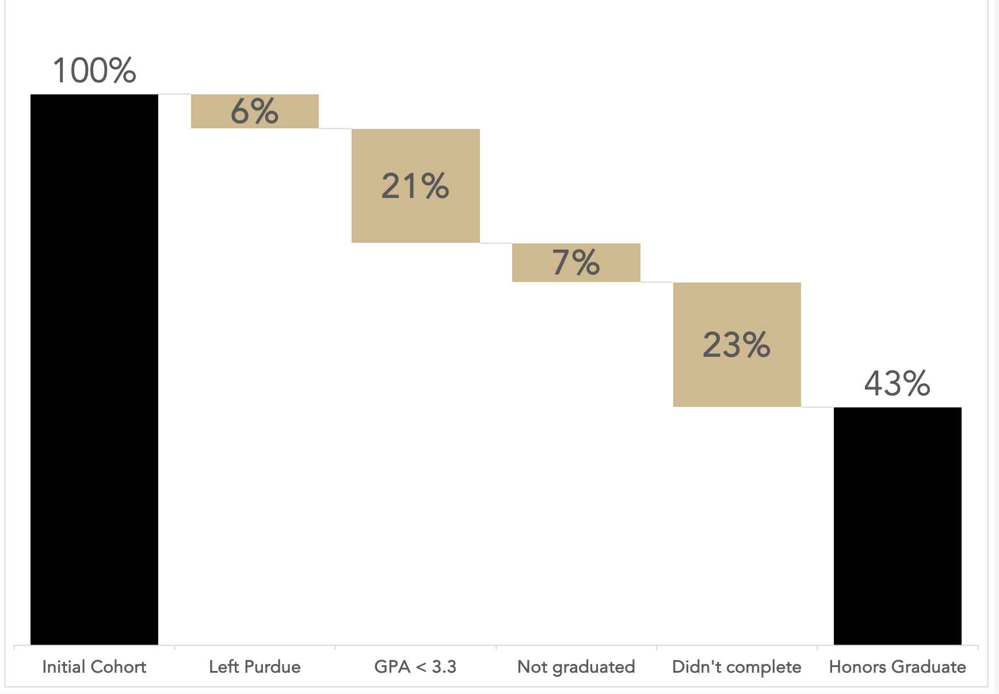 100%
6%
21%
7%
23%
43%
Initial Cohort
Left Purdue
GPA < 3.3
Not graduated
Didn't complete
Honors Graduate